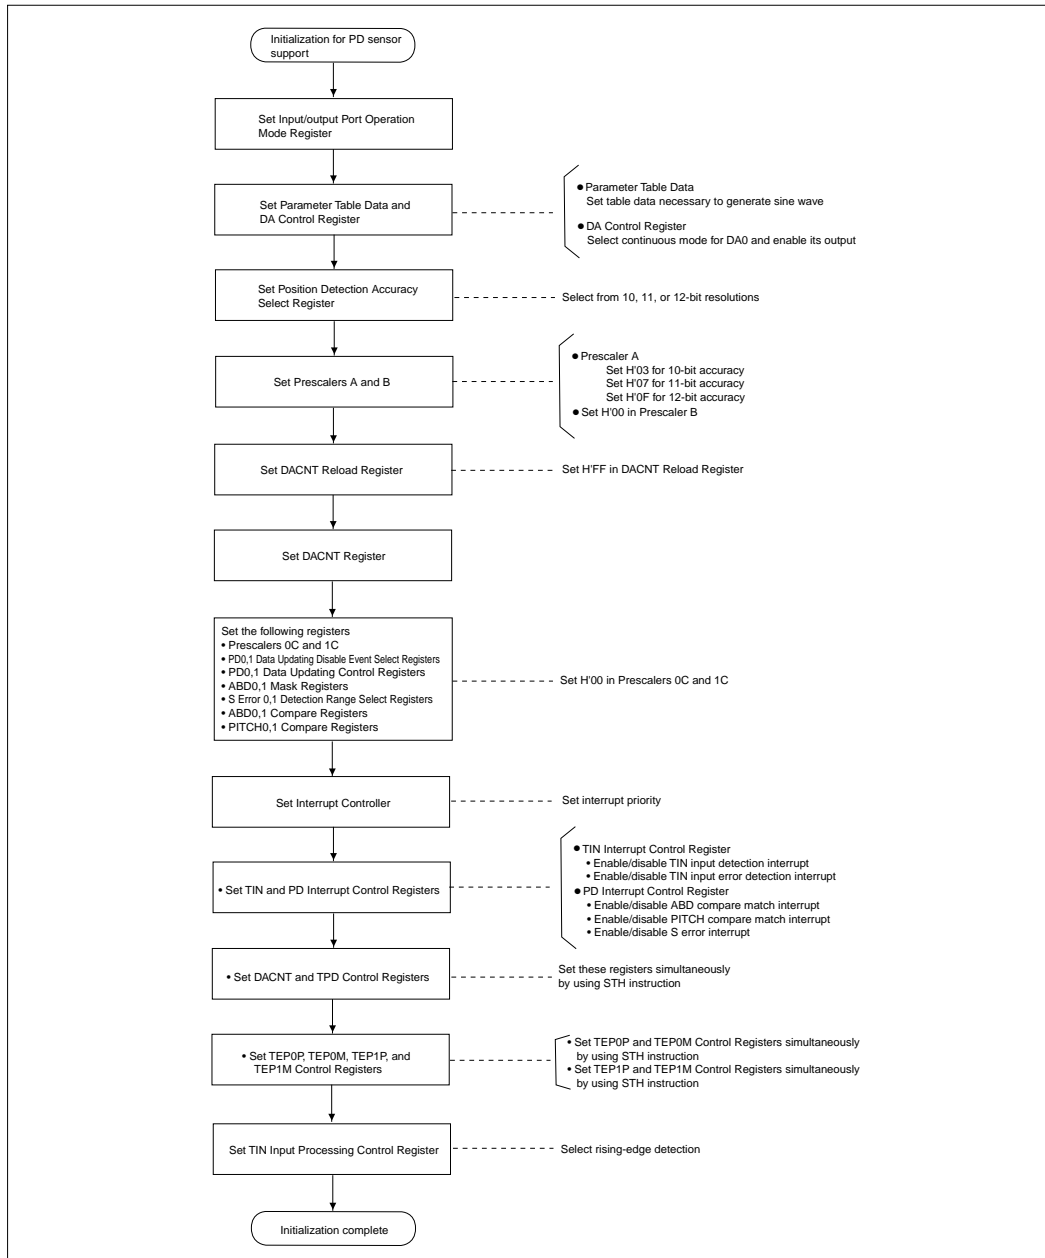 Initialization for PD sensor
support
Set Input/output Port Operation
Mode Register
Set Parameter Table Data and
DA Control Register
● Parameter Table Data
Set table data necessary to generate sine wave
● DA Control Register
Select continuous mode for DA0 and enable its output
Set Position Detection Accuracy
Select Register
Select from 10, 11, or 12-bit resolutions
Set Prescalers A and B
● Prescaler A
Set H'03 for 10-bit accuracy
Set H'07 for 11-bit accuracy
Set H'0F for 12-bit accuracy
● Set H'00 in Prescaler B
Set DACNT Reload Register
Set H'FF in DACNT Reload Register
Set DACNT Register
Set the following registers
• Prescalers 0C and 1C
• PD0,1 Data Updating Disable Event Select Registers
• PD0,1 Data Updating Control Registers
• ABD0,1 Mask Registers
• S Error 0,1 Detection Range Select Registers
• ABD0,1 Compare Registers
• PITCH0,1 Compare Registers
Set H'00 in Prescalers 0C and 1C
Set Interrupt Controller
Set interrupt priority
• Set TIN and PD Interrupt Control Registers
● TIN Interrupt Control Register
• Enable/disable TIN input detection interrupt
• Enable/disable TIN input error detection interrupt
● PD Interrupt Control Register
• Enable/disable ABD compare match interrupt
• Enable/disable PITCH compare match interrupt
• Enable/disable S error interrupt
• Set DACNT and TPD Control Registers
Set these registers simultaneously
by using STH instruction
• Set TEP0P, TEP0M, TEP1P, and
TEP1M Control Registers
• Set TEP0P and TEP0M Control Registers simultaneously
by using STH instruction
• Set TEP1P and TEP1M Control Registers simultaneously
by using STH instruction
Set TIN Input Processing Control Register
Select rising-edge detection
Initialization complete